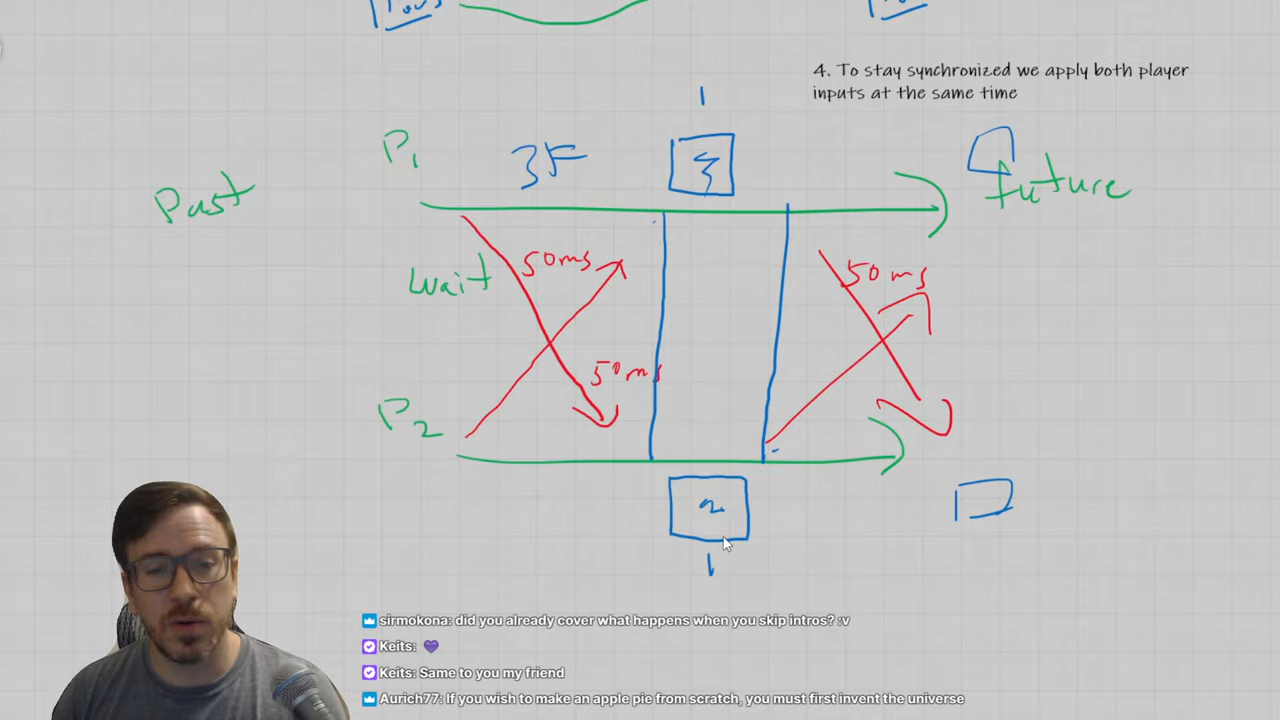 4. To stay synchronized we apply both player
inputs at the same time
1
P1
3F
3
future
Past
wait
50ms
50ms
50ms
P2
2
1
sirmokona: did you already cover what happens when you skip intros? :v
Keits: 💜
Keits: Same to you my friend
Aurich77: If you wish to make an apple pie from scratch, you must first invent the universe